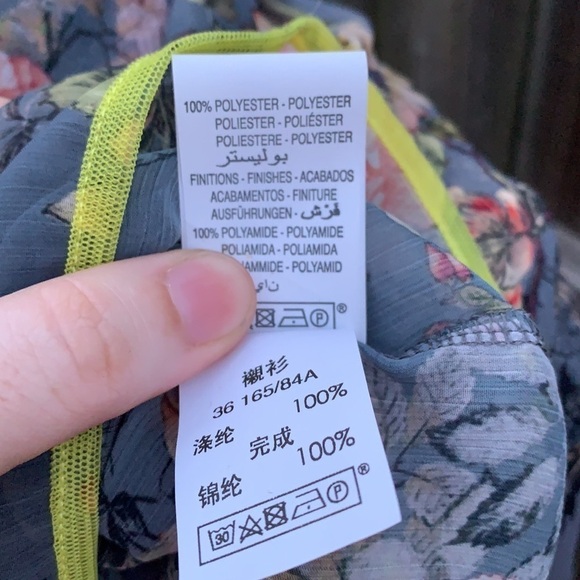 100% POLYESTER - POLYESTER
POLIESTER - POLIÉSTER
POLIESTERE - POLYESTER
بوليستر
FINITIONS - FINISHES - ACABADOS
ACABAMENTOS - FINITURE
AUSFÜHRUNGEN - فَرْش
100% POLYAMIDE - POLYAMIDE
POLIAMIDA - POLIAMIDA
POLYAMID
®
P
襯衫
36 165/84A
涤纶 100%
完成
锦纶 100%
30 P ®